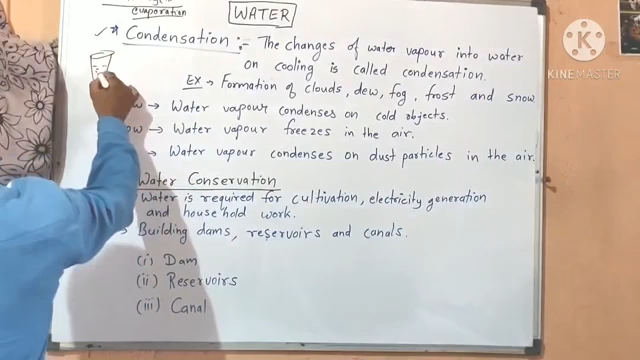 evaporation
WATER
✓ * Condensation :- The changes of water vapour into water
on cooling is called condensation.
Ex → Formation of clouds, dew, fog, frost and snow
w → Water vapour condenses on cold objects.
ow → Water vapour freezes in the air.
→ Water vapour condenses on dust particles in the air.
Water Conservation
Water is required for cultivation, electricity generation
and household work.
Building dams, reservoirs and canals.
(i) Dam
(ii) Reservoirs
(iii) Canal
KINEMASTER